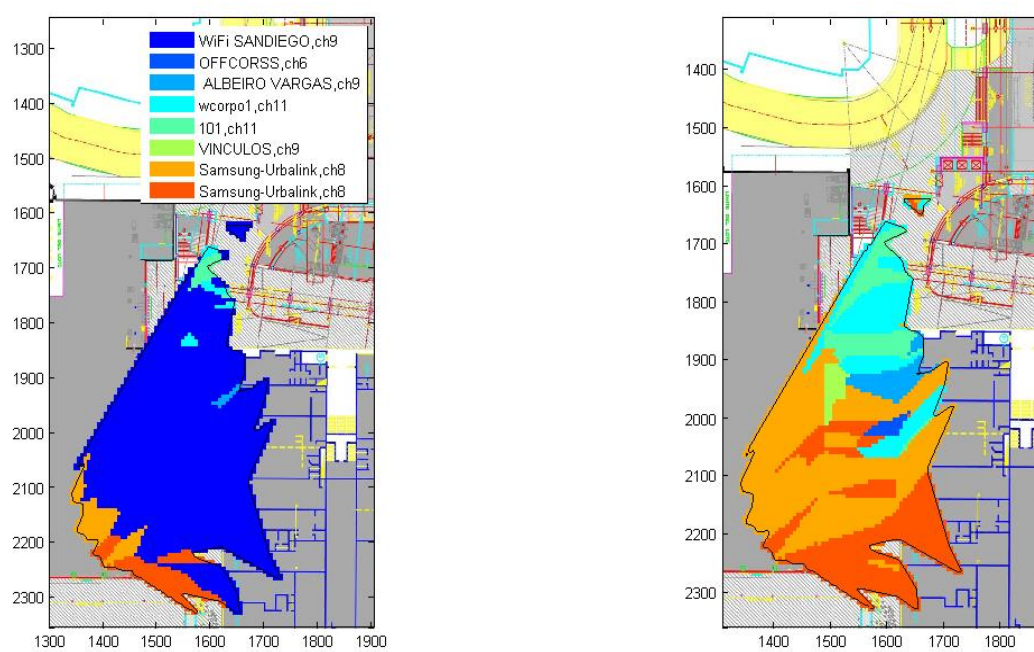 1300
1400
1500
1600
1700
1800
1900
2000
2100
2200
2300
1300 1400 1500 1600 1700 1800 1900
WiFi SANDIEGO,ch9
OFFCORSS,ch6
ALBEIRO VARGAS,ch9
wcorpo1,ch11
101,ch11
VINCULOS,ch9
Samsung-Urbalink,ch8
Samsung-Urbalink,ch8
1300
1400
1500
1600
1700
1800
1900
2000
2100
2200
2300
1400 1500 1600 1700 1800